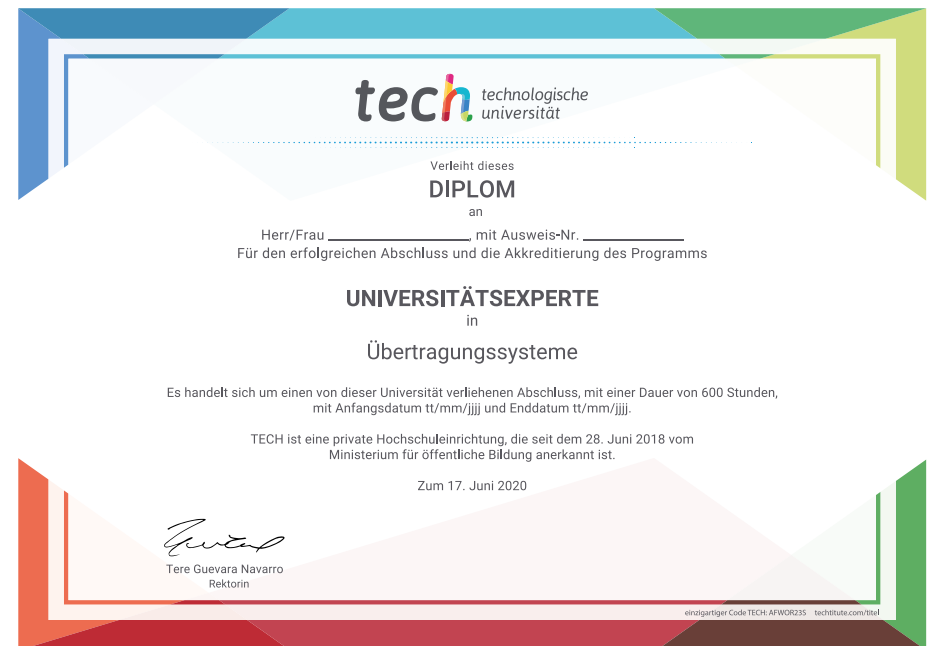 tech technologische
universität
Verleiht dieses
DIPLOM
an
Herr/Frau ____________, mit Ausweis-Nr. ____________
Für den erfolgreichen Abschluss und die Akkreditierung des Programms
UNIVERSITÄTSEXPERTE
in
Übertragungssysteme
Es handelt sich um einen von dieser Universität verliehenen Abschluss, mit einer Dauer von 600 Stunden,
mit Anfangsdatum tt/mm/jjjj und Enddatum tt/mm/jjjj.
TECH ist eine private Hochschuleinrichtung, die seit dem 28. Juni 2018 vom
Ministerium für öffentliche Bildung anerkannt ist.
Zum 17. Juni 2020
Tere Guevara Navarro
Rektorin
einzigartiger Code TECH: AFWOR23S techtitute.com/titel